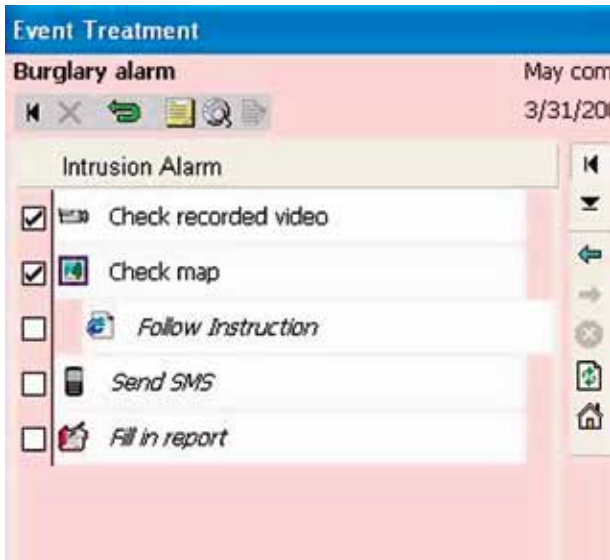 Event Treatment
Burglary alarm
May com
3/31/20
Intrusion Alarm
Check recorded video
Check map
Follow Instruction
Send SMS
Fill in report